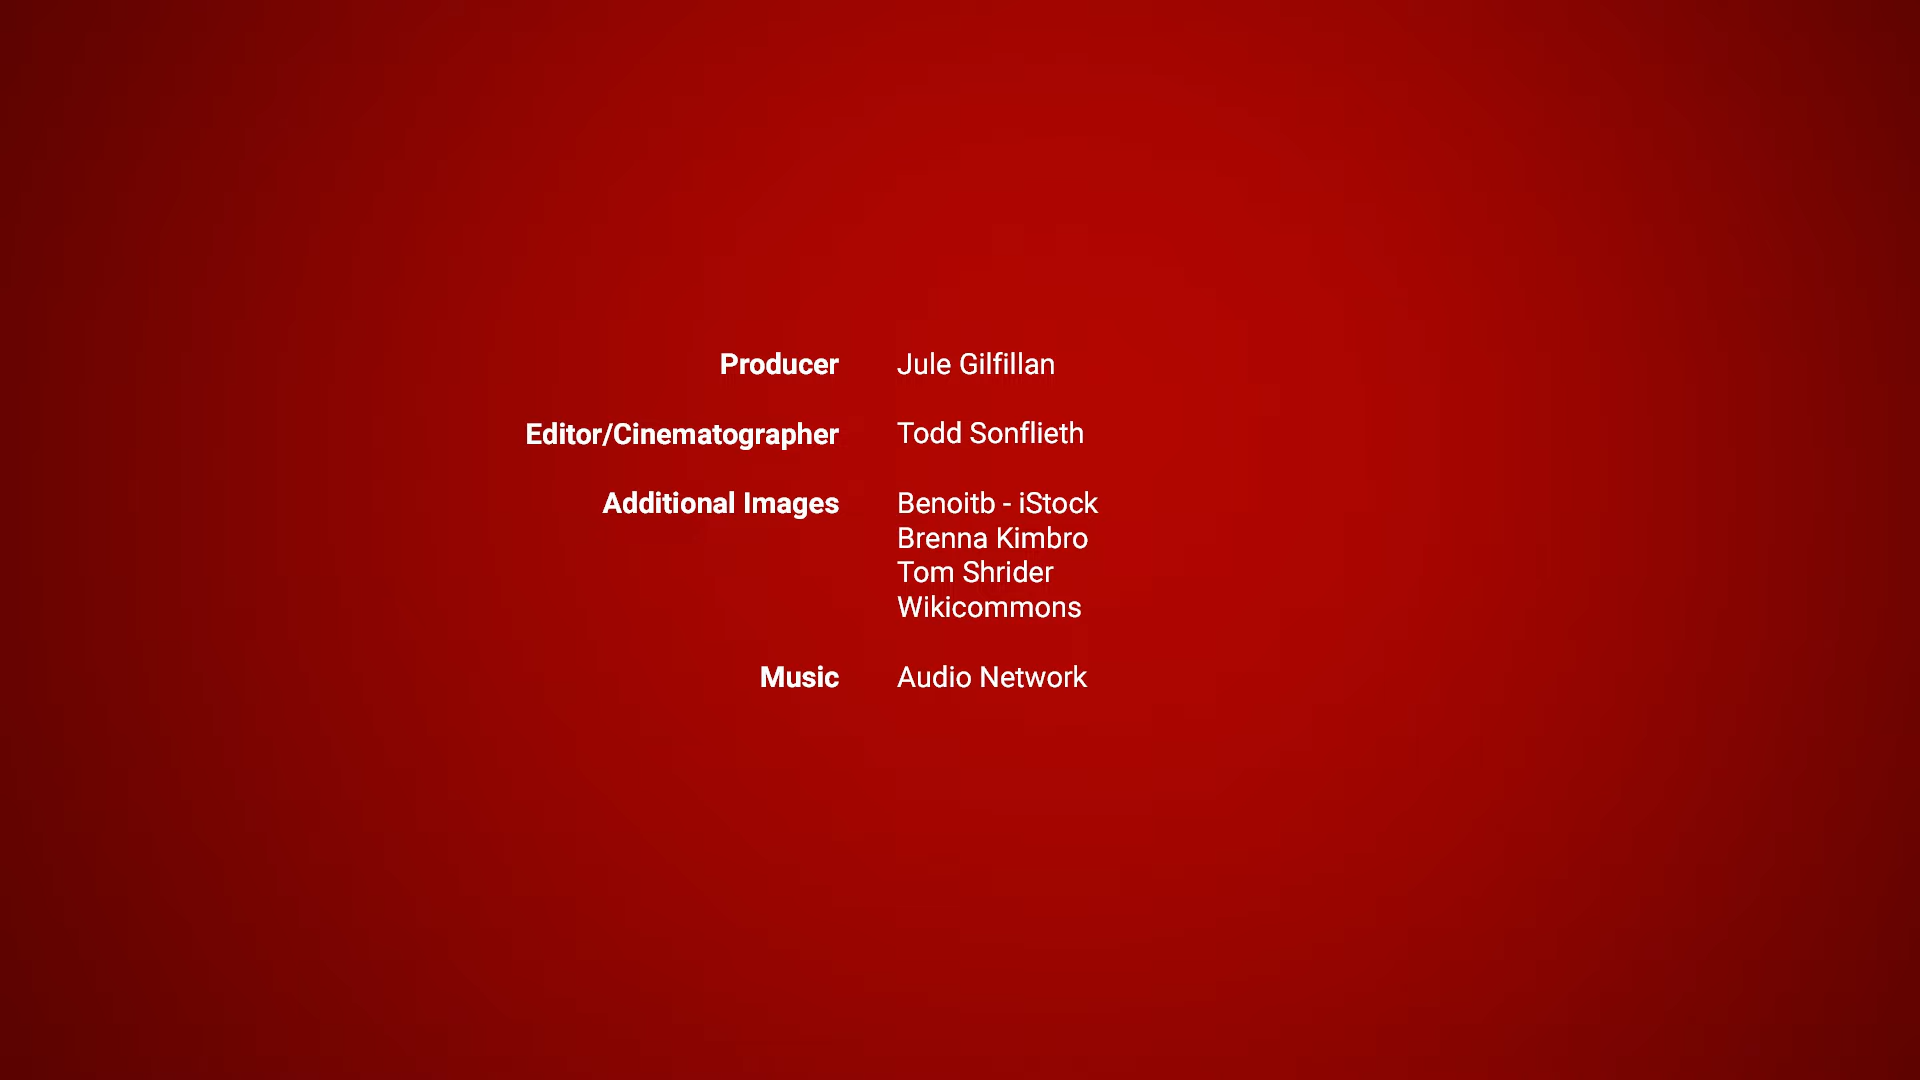 Producer Jule Gilfillan
Editor/Cinematographer Todd Sonflieth
Additional Images Benoitb - iStock
Brenna Kimbro
Tom Shrider
Wikicommons
Music Audio Network